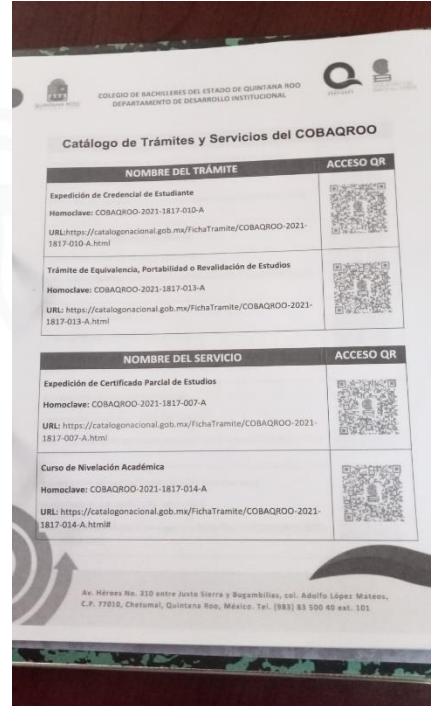 COLEGIO DE BACHILLERES DEL ESTADO DE QUINTANA ROO
DEPARTAMENTO DE DESARROLLO INSTITUCIONAL
Catálogo de Trámites y Servicios del COBAQROO
NOMBRE DEL TRÁMITE ACCESO QR
Expedición de Credencial de Estudiante
Homoclave: COBAQROO-2021-1817-010-A
URL:https://catalogonacional.gob.mx/FichaTramite/COBAQROO-2021-
1817-010-A.html
Trámite de Equivalencia, Portabilidad o Revalidación de Estudios
Homoclave: COBAQROO-2021-1817-013-A
URL: https://catalogonacional.gob.mx/FichaTramite/COBAQROO-2021-
1817-013-A.html
NOMBRE DEL SERVICIO ACCESO QR
Expedición de Certificado Parcial de Estudios
Homoclave: COBAQROO-2021-1817-007-A
URL: https://catalogonacional.gob.mx/FichaTramite/COBAQROO-2021-
1817-007-A.html
Curso de Nivelación Académica
Homoclave: COBAQROO-2021-1817-014-A
URL: https://catalogonacional.gob.mx/FichaTramite/COBAQROO-2021-
1817-014-A.html#
Av. Héroes No. 310 entre Justo Sierra y Bugambilias, col. Adolfo López Mateos,
C.P. 77010, Chetumal, Quintana Roo, México. Tel. (983) 83 500 40 ext. 101